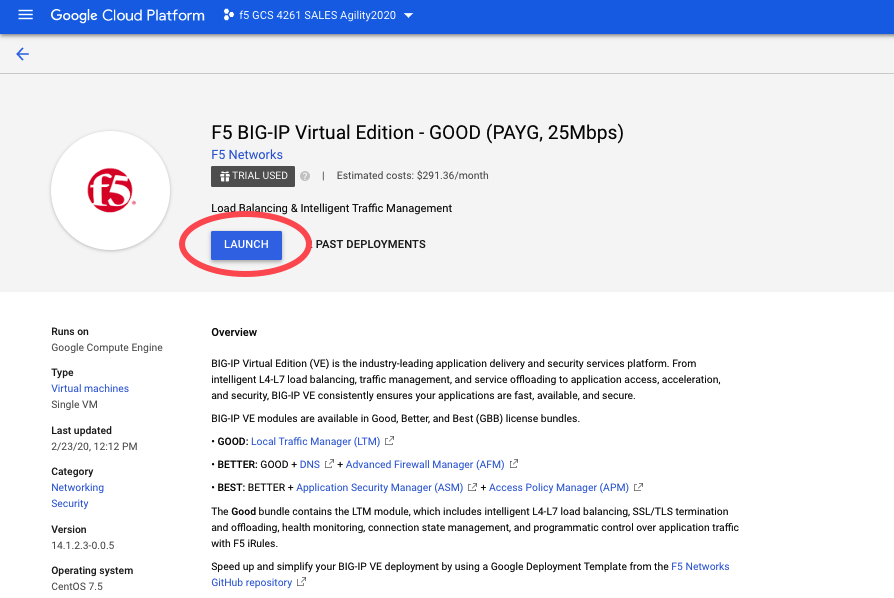 Google Cloud Platform f5 GCS 4261 SALES Agility2020
F5 BIG-IP Virtual Edition - GOOD (PAYG, 25Mbps)
F5 Networks
TRIAL USED ? | Estimated costs: $291.36/month
Load Balancing & Intelligent Traffic Management
LAUNCH PAST DEPLOYMENTS
f5
Runs on
Google Compute Engine
Type
Virtual machines
Single VM
Last updated
2/23/20, 12:12 PM
Category
Networking
Security
Version
14.1.2.3-0.0.5
Operating system
CentOS 7.5
Overview
BIG-IP Virtual Edition (VE) is the industry-leading application delivery and security services platform. From
intelligent L4-L7 load balancing, traffic management, and service offloading to application access, acceleration,
and security, BIG-IP VE consistently ensures your applications are fast, available, and secure.
BIG-IP VE modules are available in Good, Better, and Best (GBB) license bundles.
• GOOD: Local Traffic Manager (LTM)
• BETTER: GOOD + DNS + Advanced Firewall Manager (AFM)
• BEST: BETTER + Application Security Manager (ASM) + Access Policy Manager (APM)
The Good bundle contains the LTM module, which includes intelligent L4-L7 load balancing, SSL/TLS termination
and offloading, health monitoring, connection state management, and programmatic control over application traffic
with F5 iRules.
Speed up and simplify your BIG-IP VE deployment by using a Google Deployment Template from the F5 Networks
GitHub repository